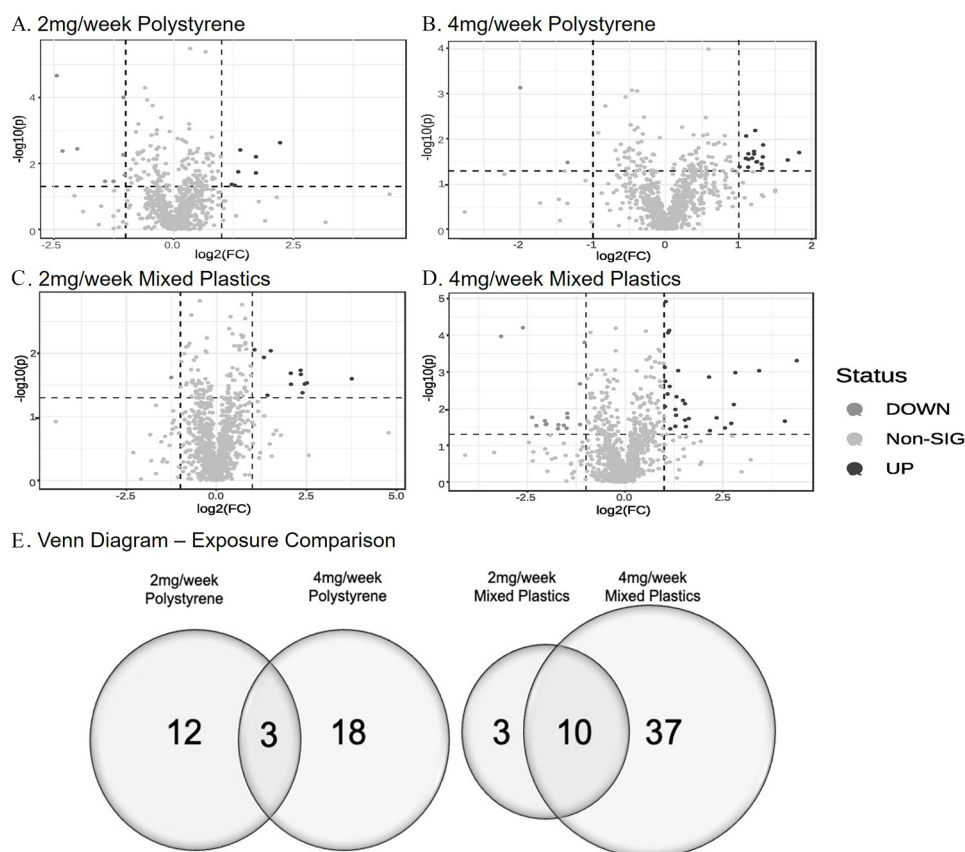 A. 2mg/week Polystyrene
-log10(p)
4
2
0
-2.5
0.0
2.5
log2(FC)
B. 4mg/week Polystyrene
-log10(p)
4
3
2
1
0
-2
-1
0
1
2
log2(FC)
C. 2mg/week Mixed Plastics
-log10(p)
2
1
0
-2.5
0.0
2.5
5.0
log2(FC)
D. 4mg/week Mixed Plastics
-log10(p)
5
4
3
2
1
0
-2.5
0.0
2.5
log2(FC)
Status
DOWN
Non-SIG
UP
E. Venn Diagram – Exposure Comparison
2mg/week
Polystyrene
4mg/week
Polystyrene
12
3
18
2mg/week
Mixed Plastics
4mg/week
Mixed Plastics
3
10
37